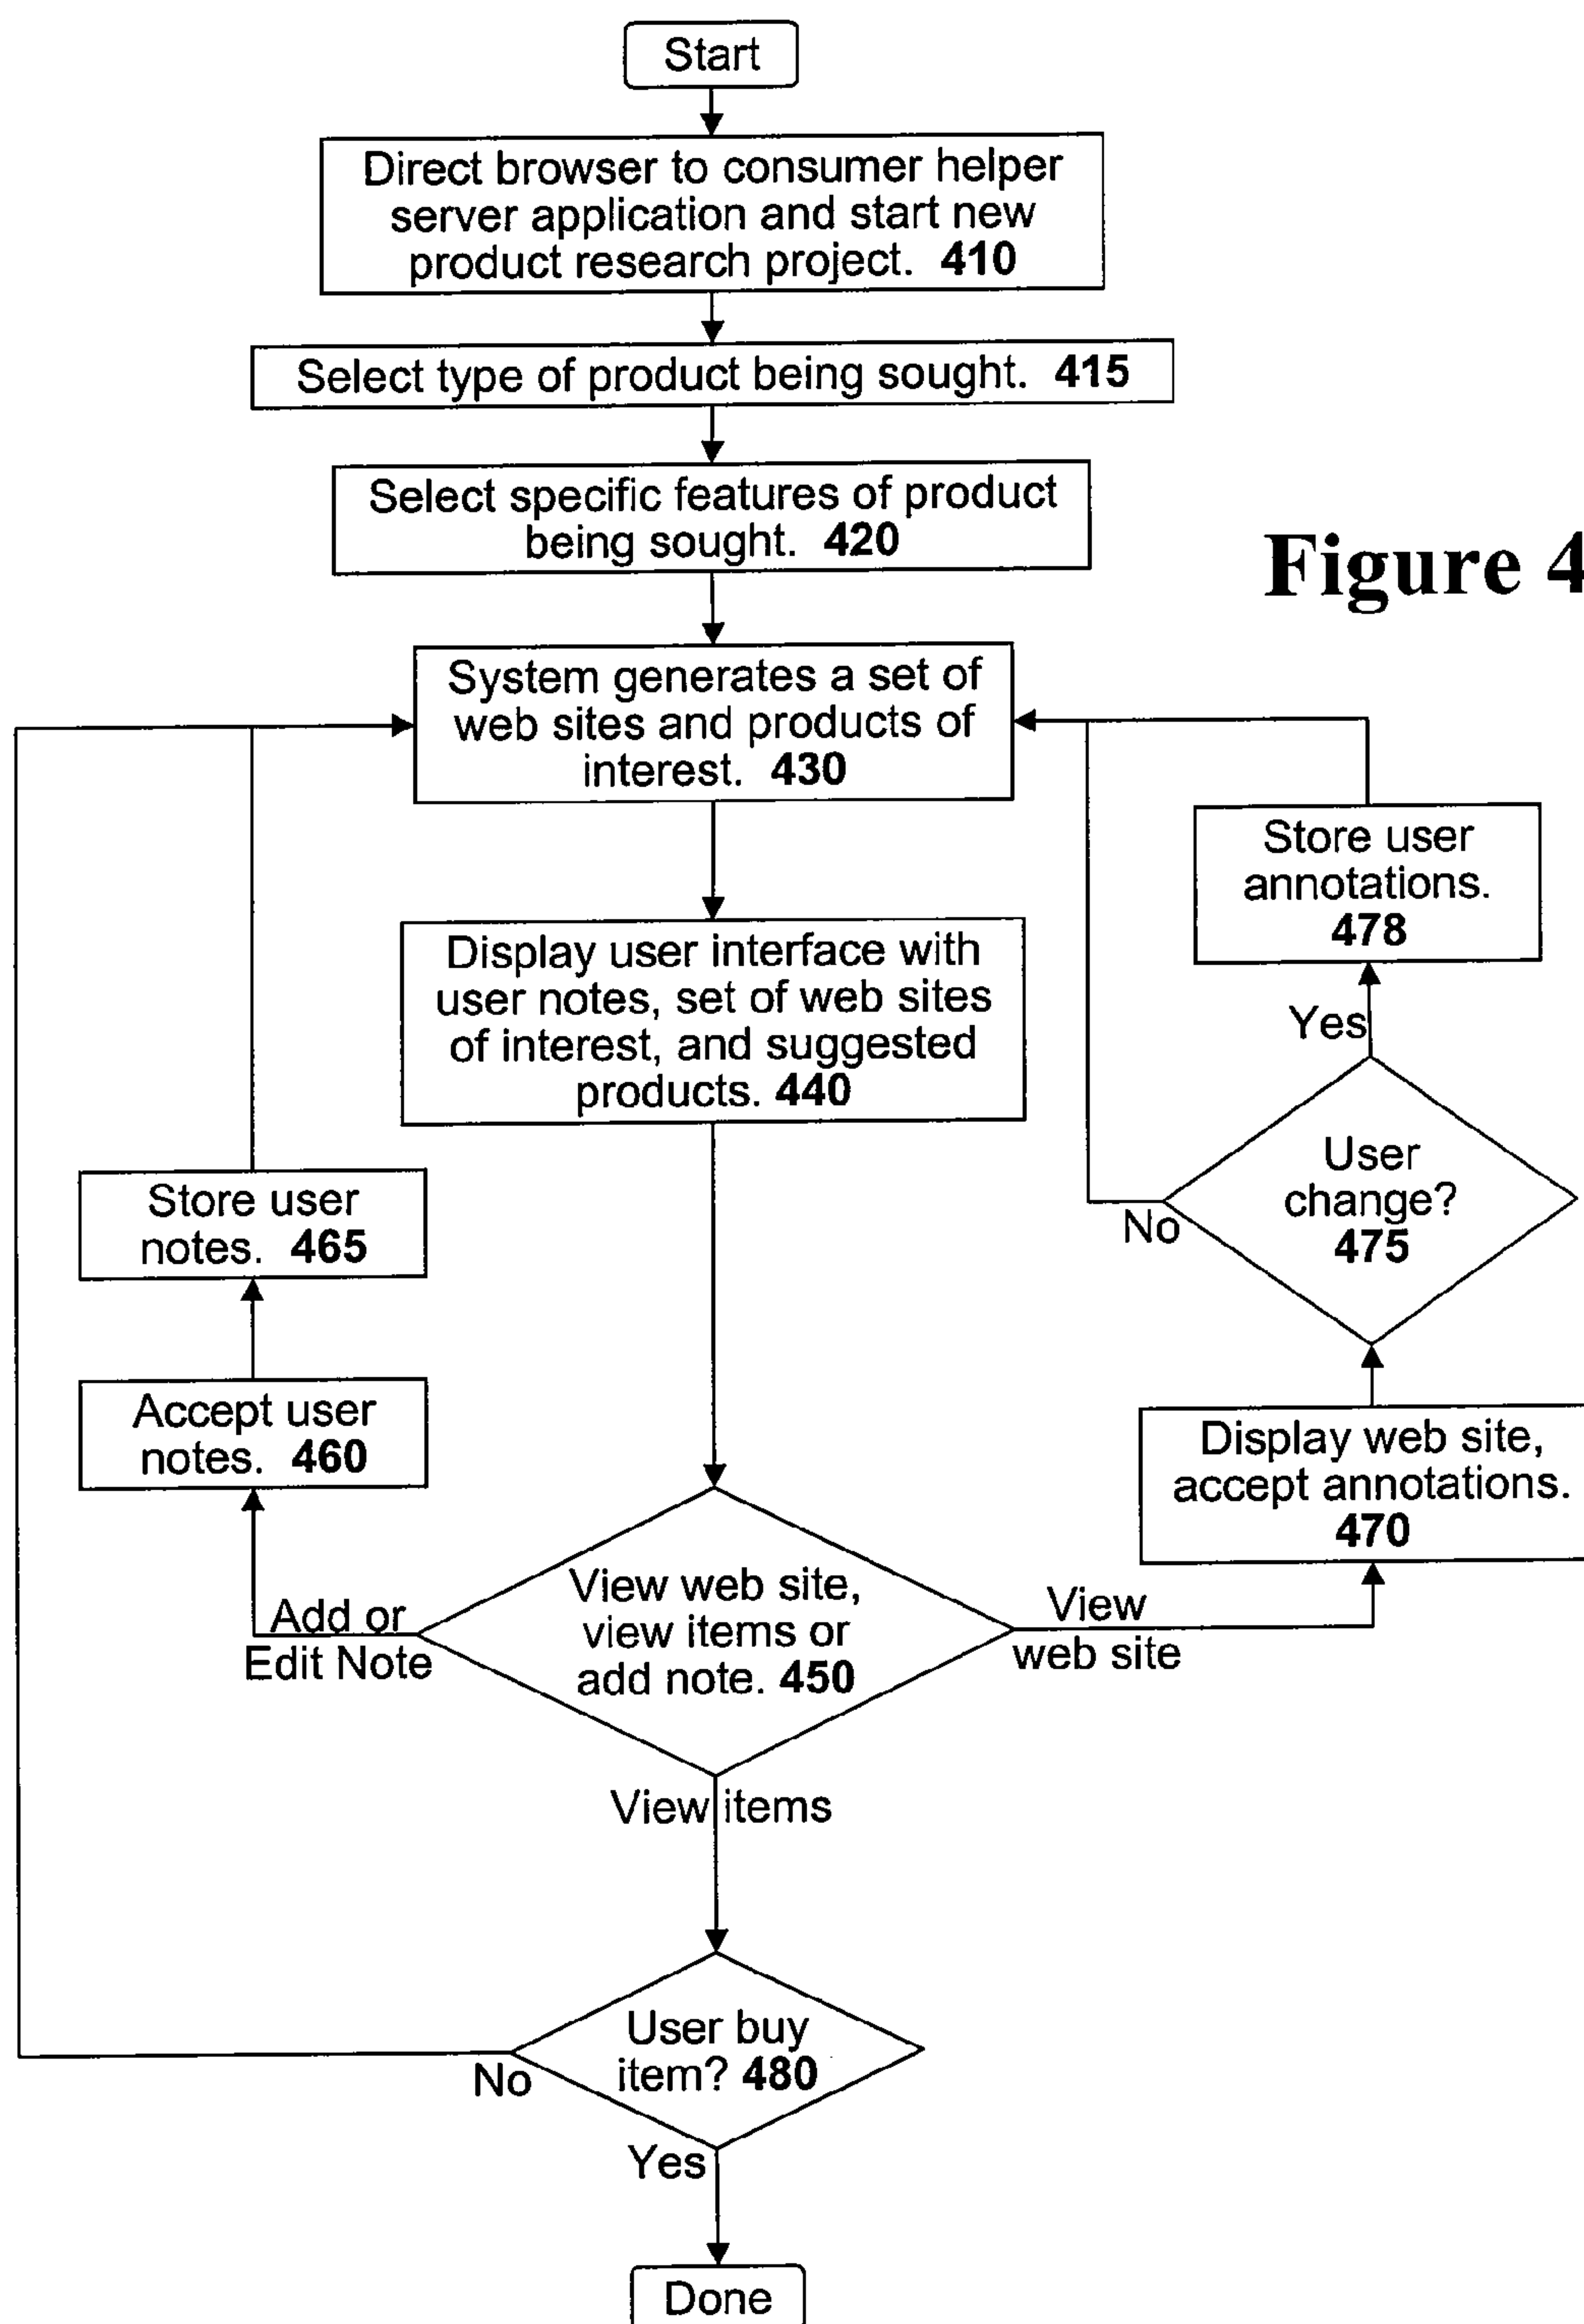 Start
Direct browser to consumer helper
server application and start new
product research project. 410
Select type of product being sought. 415
Select specific features of product
being sought. 420
Figure 4
System generates a set of
web sites and products of
interest. 430
Store user
annotations.
478
Display user interface with
user notes, set of web sites
of interest, and suggested
products. 440
Yes
User
change?
475
No
Store user
notes. 465
Accept user
notes. 460
Display web site,
accept annotations.
470
View web site,
view items or
add note. 450
Add or
Edit Note
View
web site
View items
User buy
item? 480
No
Yes
Done